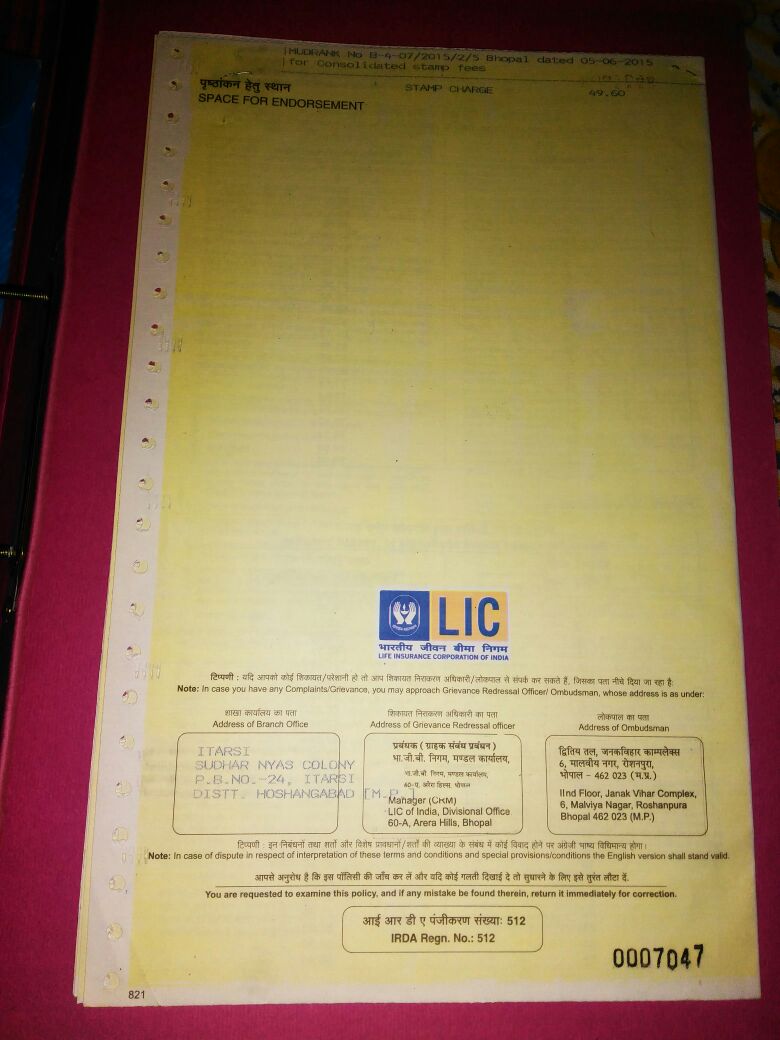 MUDRANK No B-4-07/2015/2/5 Bhopal dated 05-06-2015
for Consolidated stamp fees
पृष्ठांकन हेतु स्थान
SPACE FOR ENDORSEMENT
STAMP CHARGE
49.60
LIC
भारतीय जीवन बीमा निगम
LIFE INSURANCE CORPORATION OF INDIA
टिप्पणी : यदि आपको कोई शिकायत/परेशानी हो तो आप शिकायत निराकरण अधिकारी/लोकपाल से संपर्क कर सकते हैं, जिसका पता नीचे दिया जा रहा है:
Note: In case you have any Complaints/Grievance, you may approach Grievance Redressal Officer/ Ombudsman, whose address is as under:
शाखा कार्यालय का पता
Address of Branch Office
ITARSI
SUDHAR NYAS COLONY
P.B.NO.-24, ITARSI
DISTT. HOSHANGABAD [M.P.]
शिकायत निराकरण अधिकारी का पता
Address of Grievance Redressal officer
प्रबंधक ( ग्राहक संबंध प्रबंधन )
भा.जी.बी. निगम, मण्डल कार्यालय,
भा.जी.बी. निगम, मण्डल कार्यालय,
60-ए, अरेरा हिल्स, भोपाल
Manager (CRM)
LIC of India, Divisional Office
60-A, Arera Hills, Bhopal
लोकपाल का पता
Address of Ombudsman
द्वितिय तल, जनकविहार काम्पलेक्स
6, मालवीय नगर, रोशनपुरा,
भोपाल – 462 023 (म.प्र.)
IInd Floor, Janak Vihar Complex,
6, Malviya Nagar, Roshanpura
Bhopal 462 023 (M.P.)
टिप्पणी : इन निबंधनों तथा शर्तों और विशेष प्रावधानों/शर्तों की व्याख्या के संबंध में कोई विवाद होने पर अंग्रेजी भाष्य विधिमान्य होगा।
Note: In case of dispute in respect of interpretation of these terms and conditions and special provisions/conditions the English version shall stand valid.
आपसे अनुरोध है कि इस पॉलिसी की जाँच कर लें और यदि कोई गलती दिखाई दे तो सुधारने के लिए इसे तुरंत लौटा दें.
You are requested to examine this policy, and if any mistake be found therein, return it immediately for correction.
आई आर डी ए पंजीकरण संख्याः 512
IRDA Regn. No.: 512
0007047
821